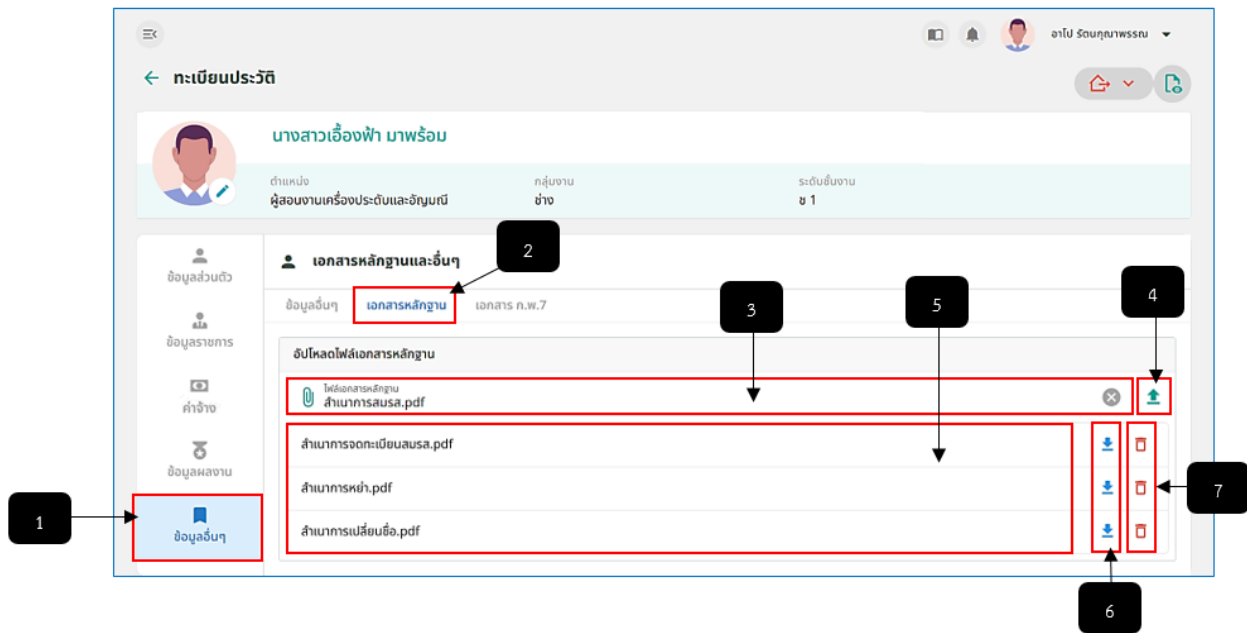 อาโป รัตนกุณาพรรณ
ทะเบียนประวัติ
นางสาวเอื้องฟ้า มาพร้อม
ตำแหน่ง กลุ่มงาน ระดับชั้นงาน
ผู้สอนงานเครื่องประดับและอัญมณี ช่าง ช 1
ข้อมูลส่วนตัว
ข้อมูลราชการ
ค่าจ้าง
ข้อมูลผลงาน
1
ข้อมูลอื่นๆ
เอกสารหลักฐานและอื่นๆ
2
ข้อมูลอื่นๆ เอกสารหลักฐาน เอกสาร ก.พ.7
3
5
4
อัปโหลดไฟล์เอกสารหลักฐาน
ไฟล์เอกสารหลักฐาน
สำเนาการสมรส.pdf
สำเนาการจดทะเบียนสมรส.pdf
สำเนาการหย่า.pdf
7
สำเนาการเปลี่ยนชื่อ.pdf
6